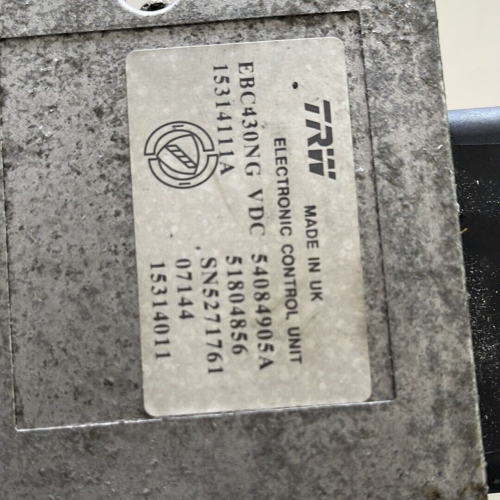 TRW MADE IN UK
ELECTRONIC CONTROL UNIT
EBC430NG VDC 54084905A
15314111A 51804856
SN5271761
07144
15314011